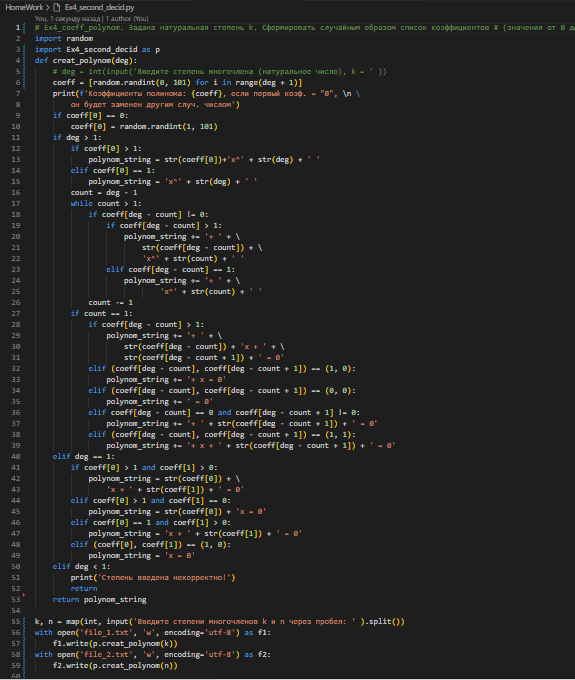 HomeWork > Ex4_second_decid.py
You, 1 секунду назад | 1 author (You)
1 # Ex4_coeff_polynom. Задана натуральная степень k. Сформировать случайным образом список коэффициентов # (значения от 0 д
2 import random
3 import Ex4_second_decid as p
4 def creat_polynom(deg):
5 # deg = int(input('Введите степень многочлена (натуральное число), k = ' ))
6 coeff = [random.randint(0, 101) for i in range(deg + 1)]
7 print(f'Коэффициенты полинома: {coeff}, если первый коэф. = "0", \n \
8 он будет заменен другим случ. числом')
9 if coeff[0] == 0:
10 coeff[0] = random.randint(1, 101)
11 if deg > 1:
12 if coeff[0] > 1:
13 polynom_string = str(coeff[0])+'x^' + str(deg) + ' '
14 elif coeff[0] == 1:
15 polynom_string = 'x^' + str(deg) + ' '
16 count = deg - 1
17 while count > 1:
18 if coeff[deg - count] != 0:
19 if coeff[deg - count] > 1:
20 polynom_string += '+ ' + \
21 str(coeff[deg - count]) + \
22 'x^' + str(count) + ' '
23 elif coeff[deg - count] == 1:
24 polynom_string += '+ ' + \
25 'x^' + str(count) + ' '
26 count -= 1
27 if count == 1:
28 if coeff[deg - count] > 1:
29 polynom_string += '+ ' + \
30 str(coeff[deg - count]) + 'x + ' + \
31 str(coeff[deg - count + 1]) + ' = 0'
32 elif (coeff[deg - count], coeff[deg - count + 1]) == (1, 0):
33 polynom_string += '+ x = 0'
34 elif (coeff[deg - count], coeff[deg - count + 1]) == (0, 0):
35 polynom_string += ' = 0'
36 elif coeff[deg - count] == 0 and coeff[deg - count + 1] != 0:
37 polynom_string += '+ ' + str(coeff[deg - count + 1]) + ' = 0'
38 elif (coeff[deg - count], coeff[deg - count + 1]) == (1, 1):
39 polynom_string += '+ x + ' + str(coeff[deg - count + 1]) + ' = 0'
40 elif deg == 1:
41 if coeff[0] > 1 and coeff[1] > 0:
42 polynom_string = str(coeff[0]) + \
43 'x + ' + str(coeff[1]) + ' = 0'
44 elif coeff[0] > 1 and coeff[1] == 0:
45 polynom_string = str(coeff[0]) + 'x = 0'
46 elif coeff[0] == 1 and coeff[1] > 0:
47 polynom_string = 'x + ' + str(coeff[1]) + ' = 0'
48 elif (coeff[0], coeff[1]) == (1, 0):
49 polynom_string = 'x = 0'
50 elif deg < 1:
51 print('Степень введена некорректно!')
52 return
53 return polynom_string
54
55 k, n = map(int, input('Введите степени многочленов k и n через пробел: ' ).split())
56 with open('file_1.txt', 'w', encoding='utf-8') as f1:
57 f1.write(p.creat_polynom(k))
58 with open('file_2.txt', 'w', encoding='utf-8') as f2:
59 f2.write(p.creat_polynom(n))
60